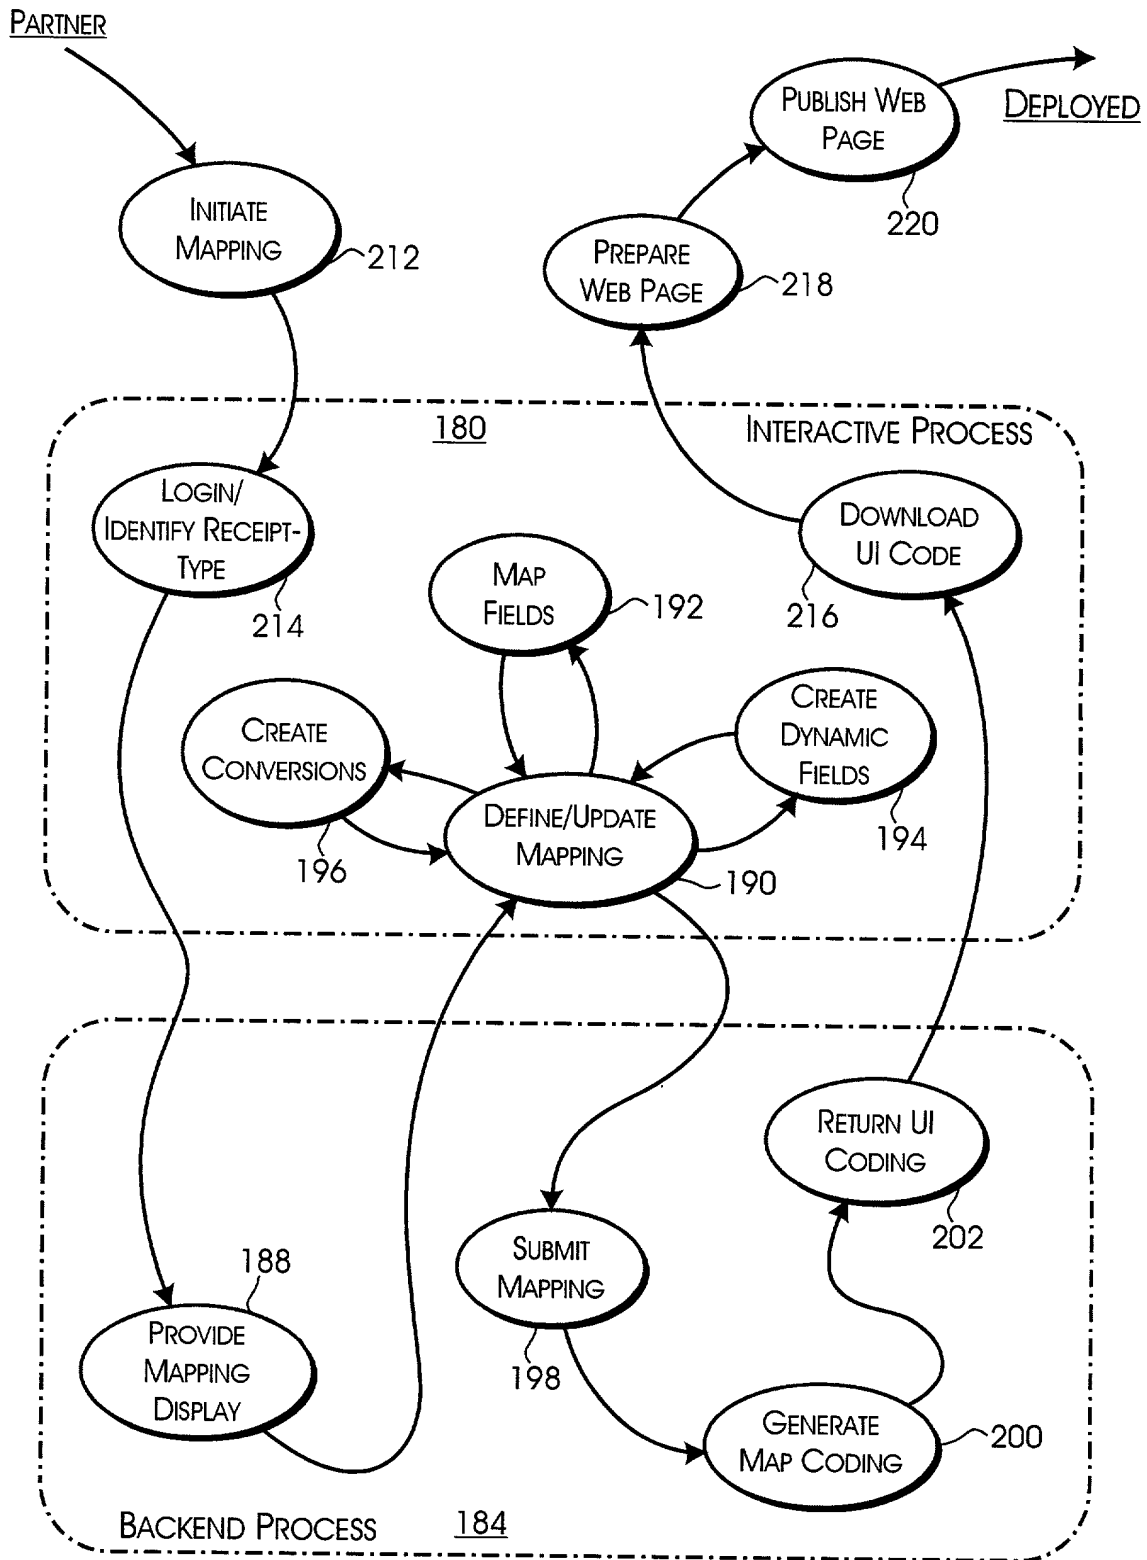 PARTNER
PUBLISH WEB
PAGE
DEPLOYED
220
INITIATE
MAPPING
212
PREPARE
WEB PAGE
218
180
INTERACTIVE PROCESS
LOGIN/
IDENTIFY RECEIPT-
TYPE
214
DOWNLOAD
UI CODE
216
MAP
FIELDS
192
CREATE
CONVERSIONS
196
CREATE
DYNAMIC
FIELDS
194
DEFINE/UPDATE
MAPPING
190
RETURN UI
CODING
202
SUBMIT
MAPPING
198
188
PROVIDE
MAPPING
DISPLAY
GENERATE
MAP CODING
200
BACKEND PROCESS
184